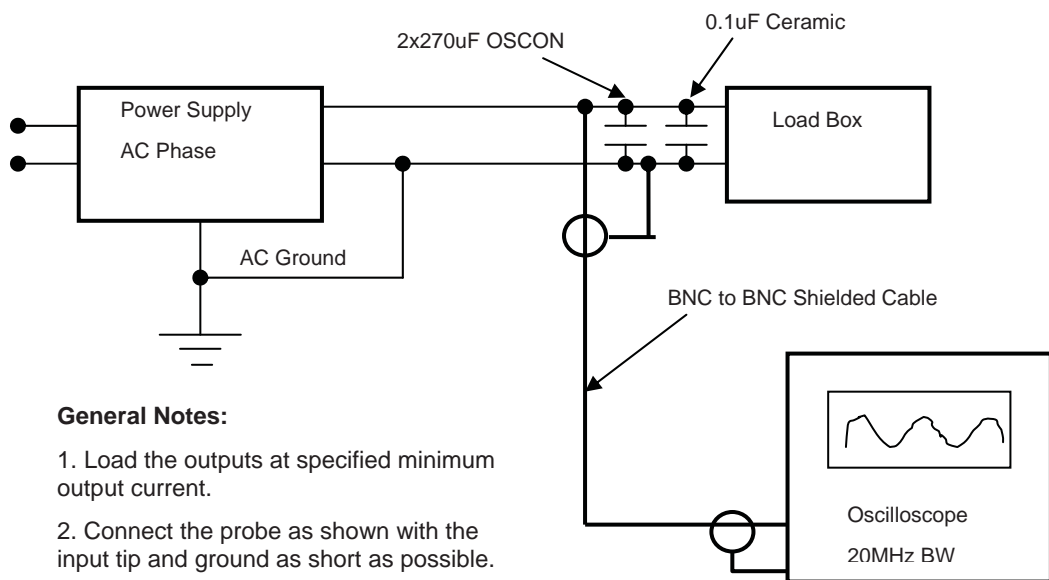 2x270uF OSCON
0.1uF Ceramic
Power Supply
AC Phase
Load Box
AC Ground
BNC to BNC Shielded Cable
General Notes:
1. Load the outputs at specified minimum
output current.
2. Connect the probe as shown with the
input tip and ground as short as possible.
Oscilloscope
20MHz BW